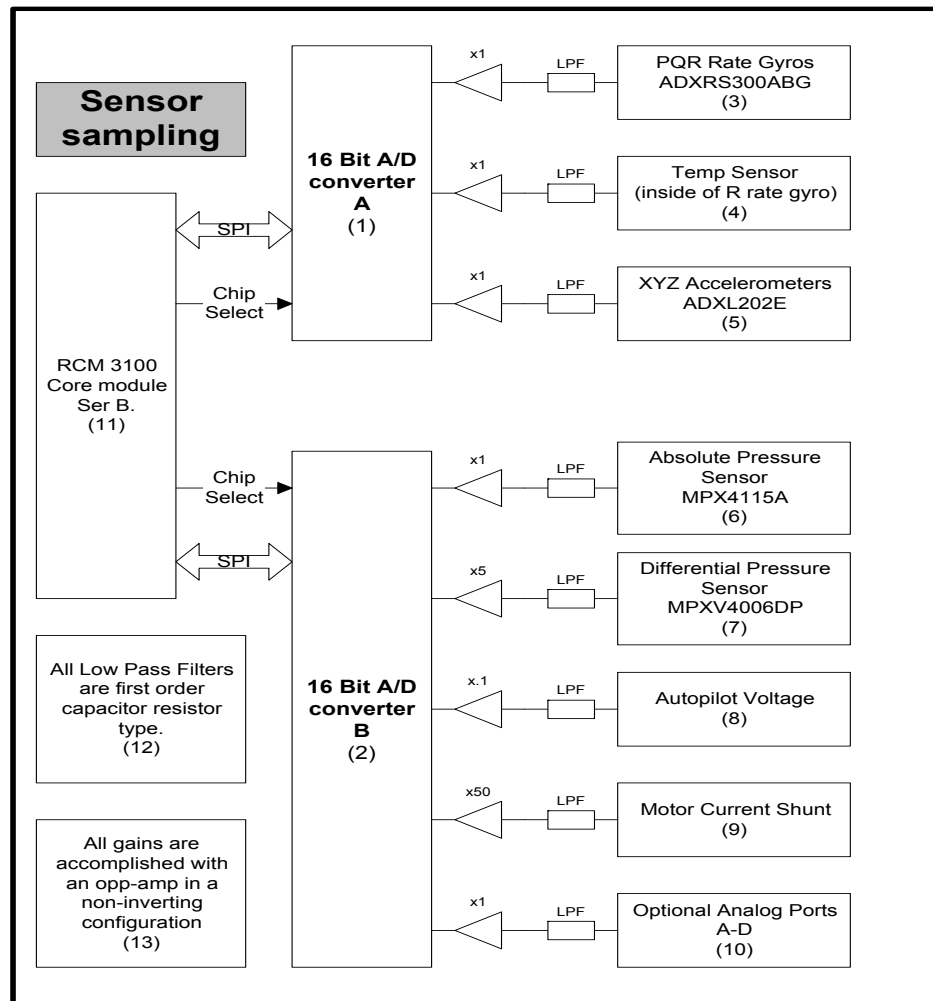 Sensor
sampling
RCM 3100
Core module
Ser B.
(11)
SPI
Chip
Select
Chip
Select
SPI
16 Bit A/D
converter
A
(1)
x1
LPF
PQR Rate Gyros
ADXRS300ABG
(3)
x1
LPF
Temp Sensor
(inside of R rate gyro)
(4)
x1
LPF
XYZ Accelerometers
ADXL202E
(5)
16 Bit A/D
converter
B
(2)
x1
LPF
Absolute Pressure
Sensor
MPX4115A
(6)
x5
LPF
Differential Pressure
Sensor
MPXV4006DP
(7)
x.1
LPF
Autopilot Voltage
(8)
x50
LPF
Motor Current Shunt
(9)
x1
LPF
Optional Analog Ports
A-D
(10)
All Low Pass Filters
are first order
capacitor resistor
type.
(12)
All gains are
accomplished with
an opp-amp in a
non-inverting
configuration
(13)